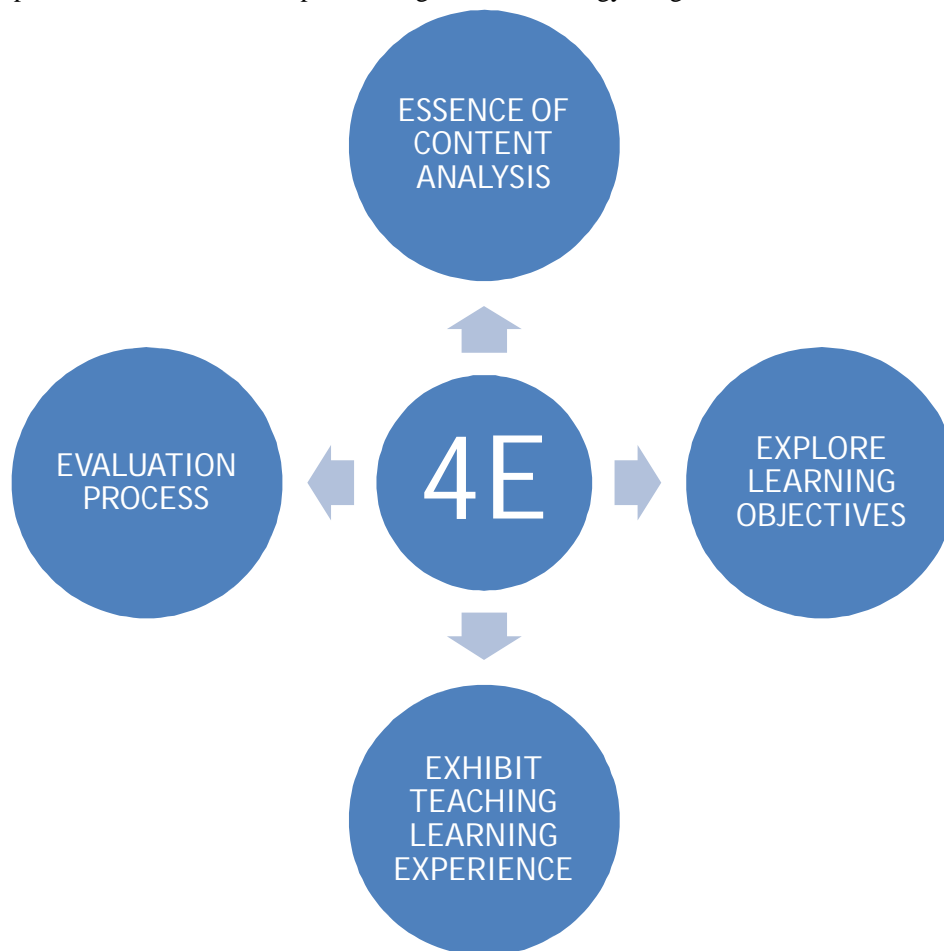 ESSENCE OF
CONTENT
ANALYSIS
EVALUATION
PROCESS
4E
EXPLORE
LEARNING
OBJECTIVES
EXHIBIT
TEACHING
LEARNING
EXPERIENCE